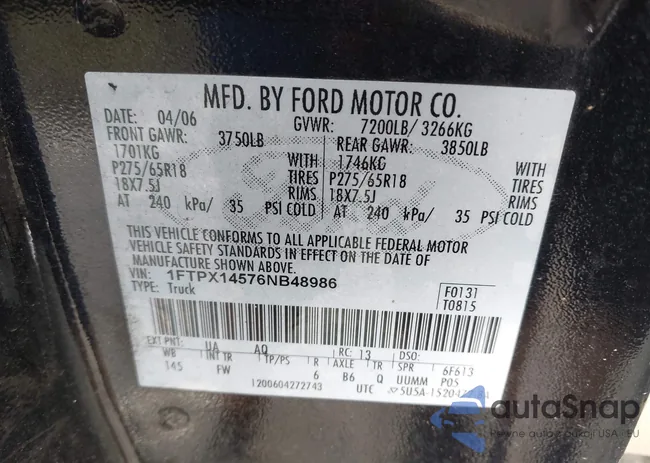 MFD. BY FORD MOTOR CO.
DATE: 04/06 GVWR: 7200LB/ 3266KG
FRONT GAWR: 3750LB REAR GAWR: 3850LB
1701KG WITH 1746KG WITH
P275/65R18 TIRES P275/65R18 TIRES
18X7.5J RIMS 18X7.5J RIMS
AT 240 kPa/ 35 PSI COLD AT 240 kPa/ 35 PSI COLD
THIS VEHICLE CONFORMS TO ALL APPLICABLE FEDERAL MOTOR
VEHICLE SAFETY STANDARDS IN EFFECT ON THE DATE OF
MANUFACTURE SHOWN ABOVE.
VIN: 1FTPX14576NB48986 F0131
TYPE: Truck T0815
EXT PNT: UA AQ RC: 13 DSO:
WB INT TR TP/PS R AXLE TR SPR 6F613
145 FW 6 B6 Q UUMM POS
1200604272743 UTC
Ford
autaSnap